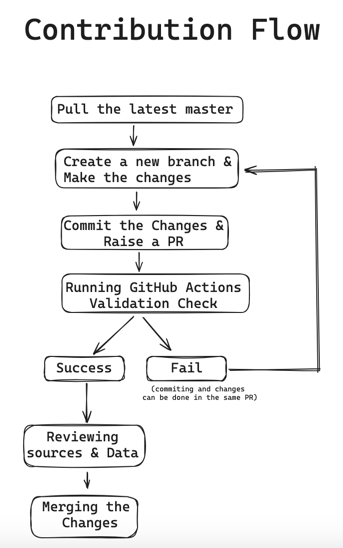 Contribution Flow
Pull the latest master
Create a new branch &
Make the changes
Commit the Changes &
Raise a PR
Running GitHub Actions
Validation Check
Success
Fail
(commiting and changes
can be done in the same PR)
Reviewing
sources & Data
Merging the
Changes